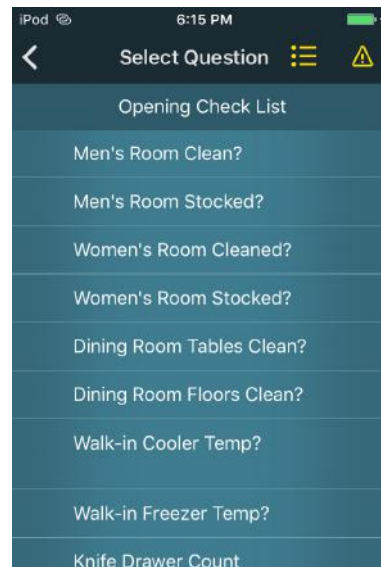 iPod 6:15 PM
Select Question
Opening Check List
Men's Room Clean?
Men's Room Stocked?
Women's Room Cleaned?
Women's Room Stocked?
Dining Room Tables Clean?
Dining Room Floors Clean?
Walk-in Cooler Temp?
Walk-in Freezer Temp?
Knife Drawer Count